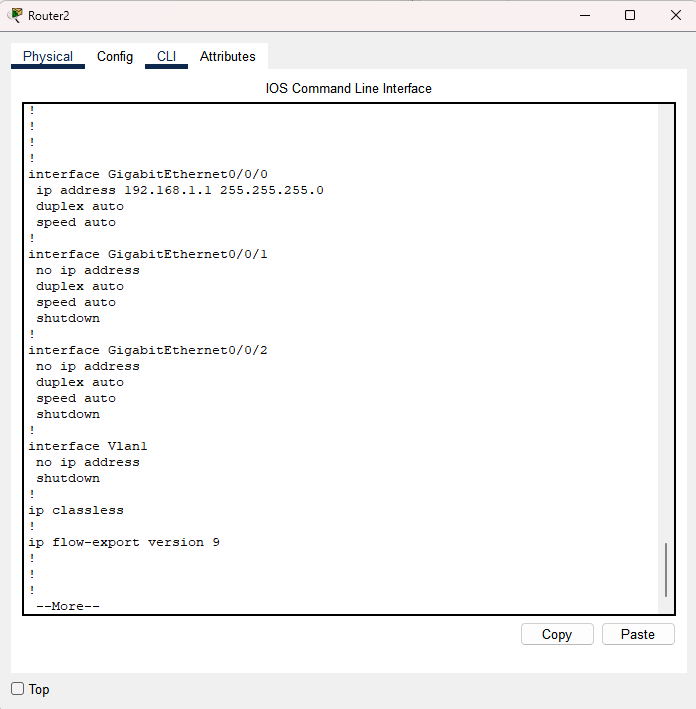 Router2
Physical Config CLI Attributes
IOS Command Line Interface
!
!
!
!
interface GigabitEthernet0/0/0
 ip address 192.168.1.1 255.255.255.0
 duplex auto
 speed auto
!
interface GigabitEthernet0/0/1
 no ip address
 duplex auto
 speed auto
 shutdown
!
interface GigabitEthernet0/0/2
 no ip address
 duplex auto
 speed auto
 shutdown
!
interface Vlan1
 no ip address
 shutdown
!
ip classless
!
ip flow-export version 9
!
!
!
 --More--
Copy Paste
Top